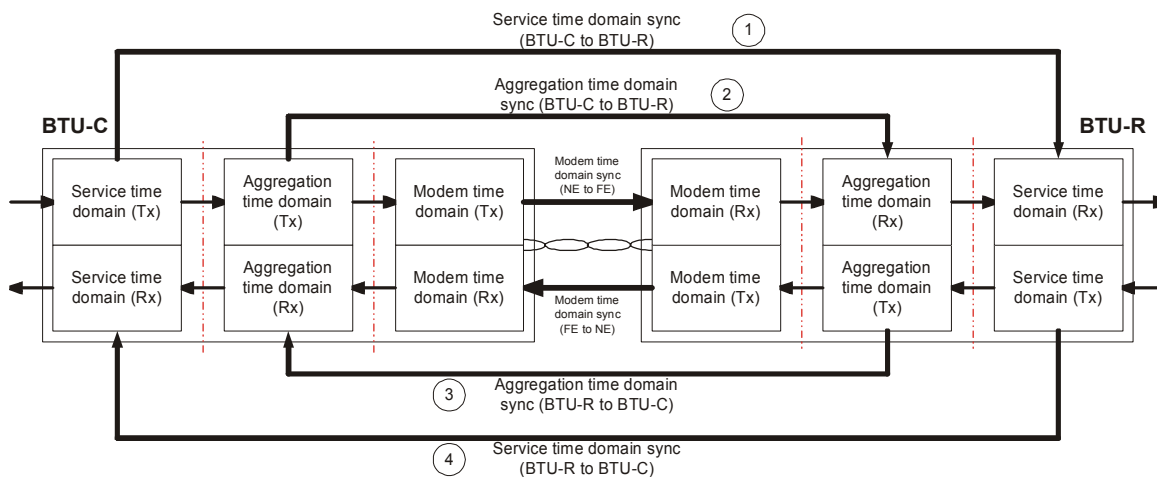 Service time domain sync
(BTU-C to BTU-R)
1
Aggregation time domain
sync (BTU-C to BTU-R)
2
BTU-C
BTU-R
Service time
domain (Tx)
Aggregation
time domain
(Tx)
Modem time
domain (Tx)
Modem time
domain sync
(NE to FE)
Modem time
domain (Rx)
Aggregation
time domain
(Rx)
Service time
domain (Rx)
Service time
domain (Rx)
Aggregation
time domain
(Rx)
Modem time
domain (Rx)
Modem time
domain sync
(FE to NE)
Modem time
domain (Tx)
Aggregation
time domain
(Tx)
Service time
domain (Tx)
3
Aggregation time domain
sync (BTU-R to BTU-C)
4
Service time domain sync
(BTU-R to BTU-C)